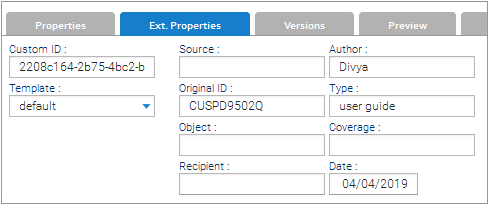 Properties Ext. Properties Versions Preview
Custom ID : Source : Author :
2208c164-2b75-4bc2-b Divya
Template : Original ID : Type :
default CUSPD9502Q user guide
Object : Coverage :
Recipient : Date :
04/04/2019